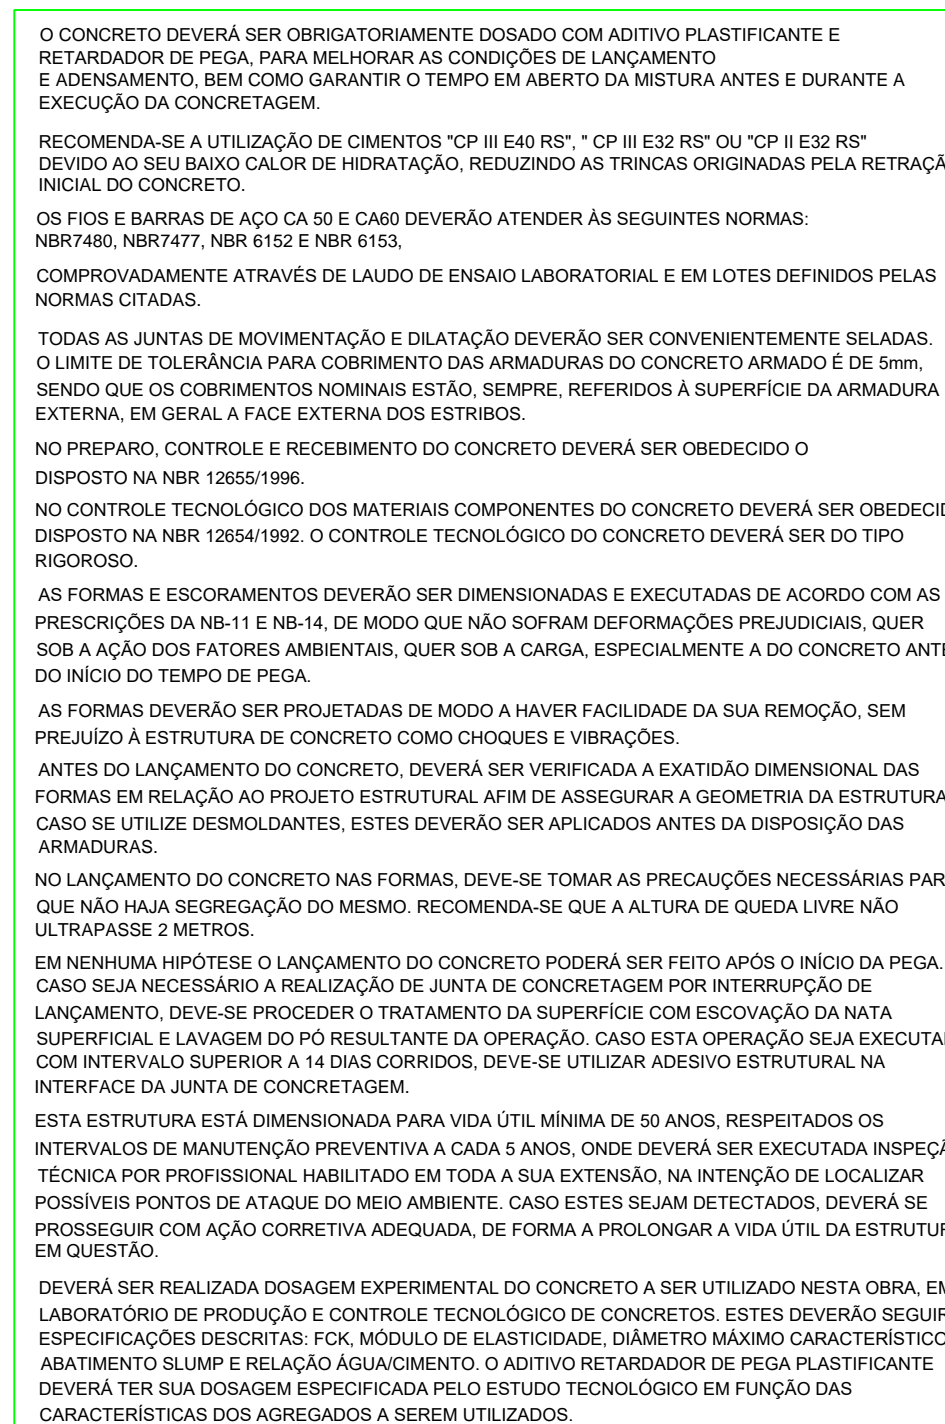 O CONCRETO DEVERÁ SER OBRIGATORIAMENTE DOSADO COM ADITIVO PLASTIFICANTE E
RETARDADOR DE PEGA, PARA MELHORAR AS CONDIÇÕES DE LANÇAMENTO
E ADENSAMENTO, BEM COMO GARANTIR O TEMPO EM ABERTO DA MISTURA ANTES E DURANTE A
EXECUÇÃO DA CONCRETAGEM.
RECOMENDA-SE A UTILIZAÇÃO DE CIMENTOS "CP III E40 RS", " CP III E32 RS" OU "CP II E32 RS"
DEVIDO AO SEU BAIXO CALOR DE HIDRATAÇÃO, REDUZINDO AS TRINCAS ORIGINADAS PELA RETRAÇÃ
INICIAL DO CONCRETO.
OS FIOS E BARRAS DE AÇO CA 50 E CA60 DEVERÃO ATENDER ÀS SEGUINTES NORMAS:
NBR7480, NBR7477, NBR 6152 E NBR 6153,
COMPROVADAMENTE ATRAVÉS DE LAUDO DE ENSAIO LABORATORIAL E EM LOTES DEFINIDOS PELAS
NORMAS CITADAS.
TODAS AS JUNTAS DE MOVIMENTAÇÃO E DILATAÇÃO DEVERÃO SER CONVENIENTEMENTE SELADAS.
O LIMITE DE TOLERÂNCIA PARA COBRIMENTO DAS ARMADURAS DO CONCRETO ARMADO É DE 5mm,
SENDO QUE OS COBRIMENTOS NOMINAIS ESTÃO, SEMPRE, REFERIDOS À SUPERFÍCIE DA ARMADURA
EXTERNA, EM GERAL A FACE EXTERNA DOS ESTRIBOS.
NO PREPARO, CONTROLE E RECEBIMENTO DO CONCRETO DEVERÁ SER OBEDECIDO O
DISPOSTO NA NBR 12655/1996.
NO CONTROLE TECNOLÓGICO DOS MATERIAIS COMPONENTES DO CONCRETO DEVERÁ SER OBEDECID
DISPOSTO NA NBR 12654/1992. O CONTROLE TECNOLÓGICO DO CONCRETO DEVERÁ SER DO TIPO
RIGOROSO.
AS FORMAS E ESCORAMENTOS DEVERÃO SER DIMENSIONADAS E EXECUTADAS DE ACORDO COM AS
PRESCRIÇÕES DA NB-11 E NB-14, DE MODO QUE NÃO SOFRAM DEFORMAÇÕES PREJUDICIAIS, QUER
SOB A AÇÃO DOS FATORES AMBIENTAIS, QUER SOB A CARGA, ESPECIALMENTE A DO CONCRETO ANTE
DO INÍCIO DO TEMPO DE PEGA.
AS FORMAS DEVERÃO SER PROJETADAS DE MODO A HAVER FACILIDADE DA SUA REMOÇÃO, SEM
PREJUÍZO À ESTRUTURA DE CONCRETO COMO CHOQUES E VIBRAÇÕES.
ANTES DO LANÇAMENTO DO CONCRETO, DEVERÁ SER VERIFICADA A EXATIDÃO DIMENSIONAL DAS
FORMAS EM RELAÇÃO AO PROJETO ESTRUTURAL AFIM DE ASSEGURAR A GEOMETRIA DA ESTRUTURA
CASO SE UTILIZE DESMOLDANTES, ESTES DEVERÃO SER APLICADOS ANTES DA DISPOSIÇÃO DAS
ARMADURAS.
NO LANÇAMENTO DO CONCRETO NAS FORMAS, DEVE-SE TOMAR AS PRECAUÇÕES NECESSÁRIAS PAR
QUE NÃO HAJA SEGREGAÇÃO DO MESMO. RECOMENDA-SE QUE A ALTURA DE QUEDA LIVRE NÃO
ULTRAPASSE 2 METROS.
EM NENHUMA HIPÓTESE O LANÇAMENTO DO CONCRETO PODERÁ SER FEITO APÓS O INÍCIO DA PEGA.
CASO SEJA NECESSÁRIO A REALIZAÇÃO DE JUNTA DE CONCRETAGEM POR INTERRUPÇÃO DE
LANÇAMENTO, DEVE-SE PROCEDER O TRATAMENTO DA SUPERFÍCIE COM ESCOVAÇÃO DA NATA
SUPERFICIAL E LAVAGEM DO PÓ RESULTANTE DA OPERAÇÃO. CASO ESTA OPERAÇÃO SEJA EXECUTA
COM INTERVALO SUPERIOR A 14 DIAS CORRIDOS, DEVE-SE UTILIZAR ADESIVO ESTRUTURAL NA
INTERFACE DA JUNTA DE CONCRETAGEM.
ESTA ESTRUTURA ESTÁ DIMENSIONADA PARA VIDA ÚTIL MÍNIMA DE 50 ANOS, RESPEITADOS OS
INTERVALOS DE MANUTENÇÃO PREVENTIVA A CADA 5 ANOS, ONDE DEVERÁ SER EXECUTADA INSPEÇÃ
TÉCNICA POR PROFISSIONAL HABILITADO EM TODA A SUA EXTENSÃO, NA INTENÇÃO DE LOCALIZAR
POSSÍVEIS PONTOS DE ATAQUE DO MEIO AMBIENTE. CASO ESTES SEJAM DETECTADOS, DEVERÁ SE
PROSSEGUIR COM AÇÃO CORRETIVA ADEQUADA, DE FORMA A PROLONGAR A VIDA ÚTIL DA ESTRUTUR
EM QUESTÃO.
DEVERÁ SER REALIZADA DOSAGEM EXPERIMENTAL DO CONCRETO A SER UTILIZADO NESTA OBRA, EM
LABORATÓRIO DE PRODUÇÃO E CONTROLE TECNOLÓGICO DE CONCRETOS. ESTES DEVERÃO SEGUIR
ESPECIFICAÇÕES DESCRITAS: FCK, MÓDULO DE ELASTICIDADE, DIÂMETRO MÁXIMO CARACTERÍSTICO
ABATIMENTO SLUMP E RELAÇÃO ÁGUA/CIMENTO. O ADITIVO RETARDADOR DE PEGA PLASTIFICANTE
DEVERÁ TER SUA DOSAGEM ESPECIFICADA PELO ESTUDO TECNOLÓGICO EM FUNÇÃO DAS
CARACTERÍSTICAS DOS AGREGADOS A SEREM UTILIZADOS.